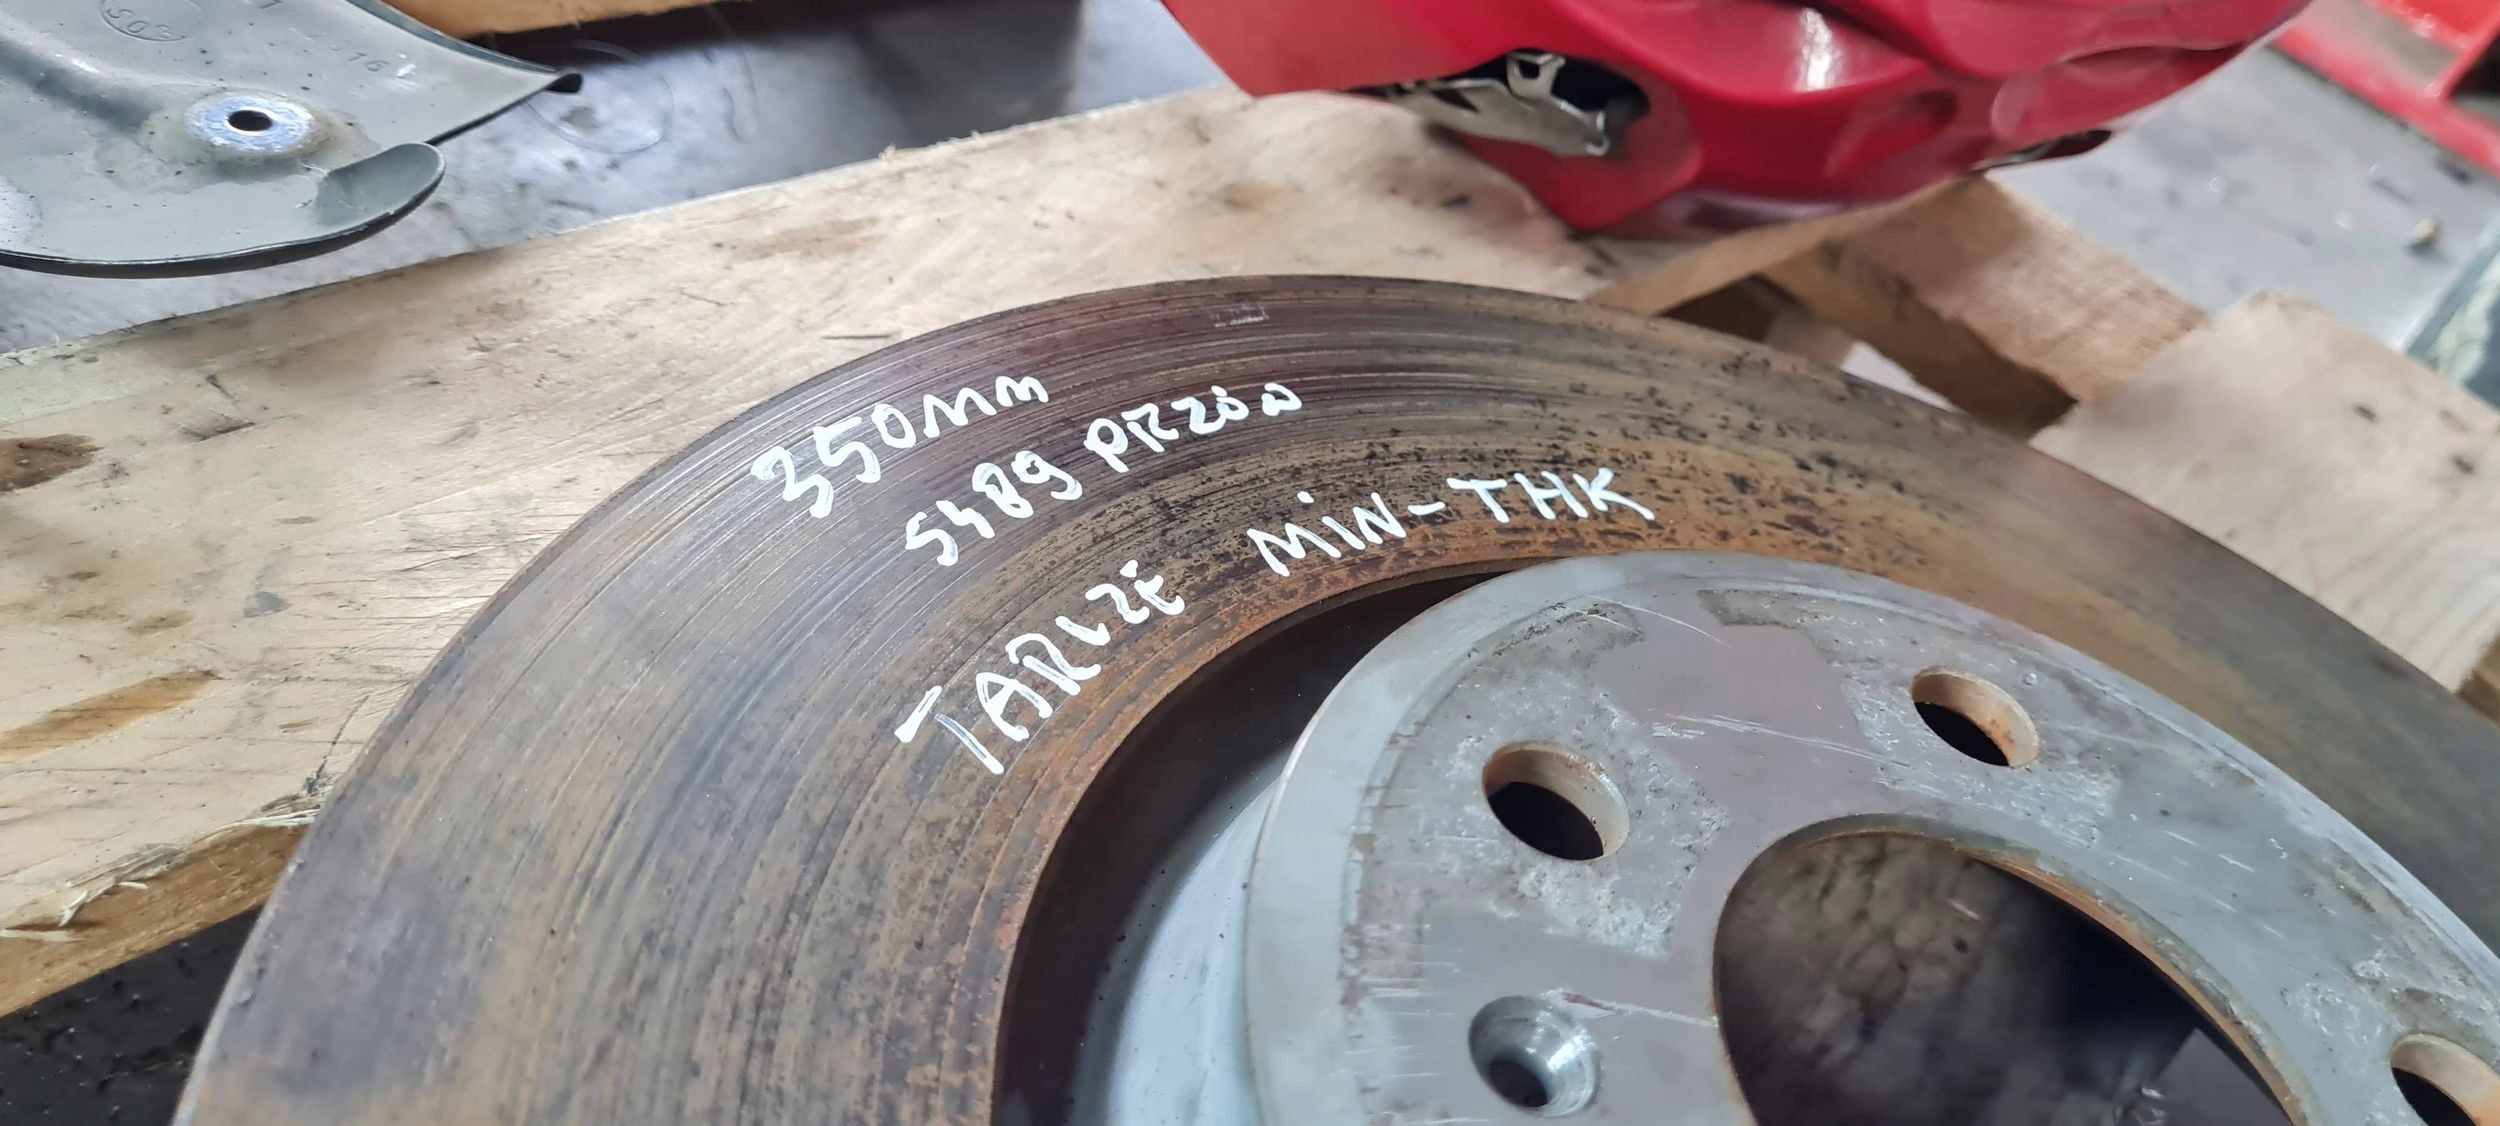 350mm
5489 PRZÓD
TARCZE MIN-THK